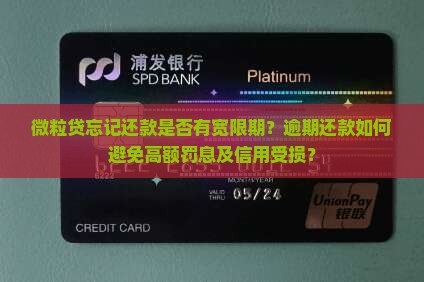 浦发银行
SPD BANK
Platinum
微粒贷忘记还款是否有宽限期？逾期还款如何
避免高额罚息及信用受损？
MONTH/YEAR
VALID THRU 05/24
CREDIT CARD
UnionPay
银联